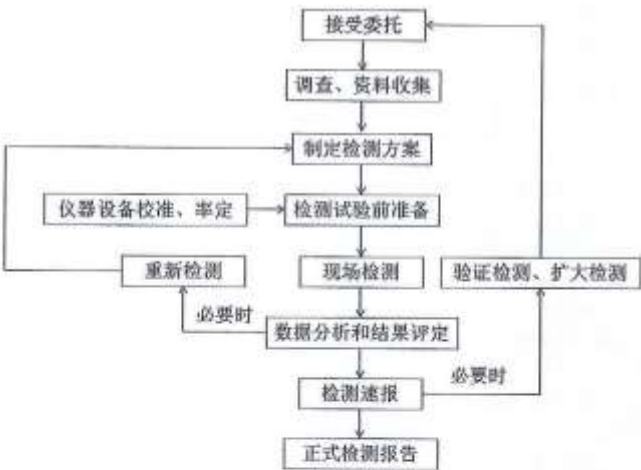 接受委托
调查、资料收集
制定检测方案
仪器设备校准、率定
检测试验前准备
重新检测
现场检测
验证检测、扩大检测
必要时
数据分析和结果评定
必要时
检测速报
正式检测报告